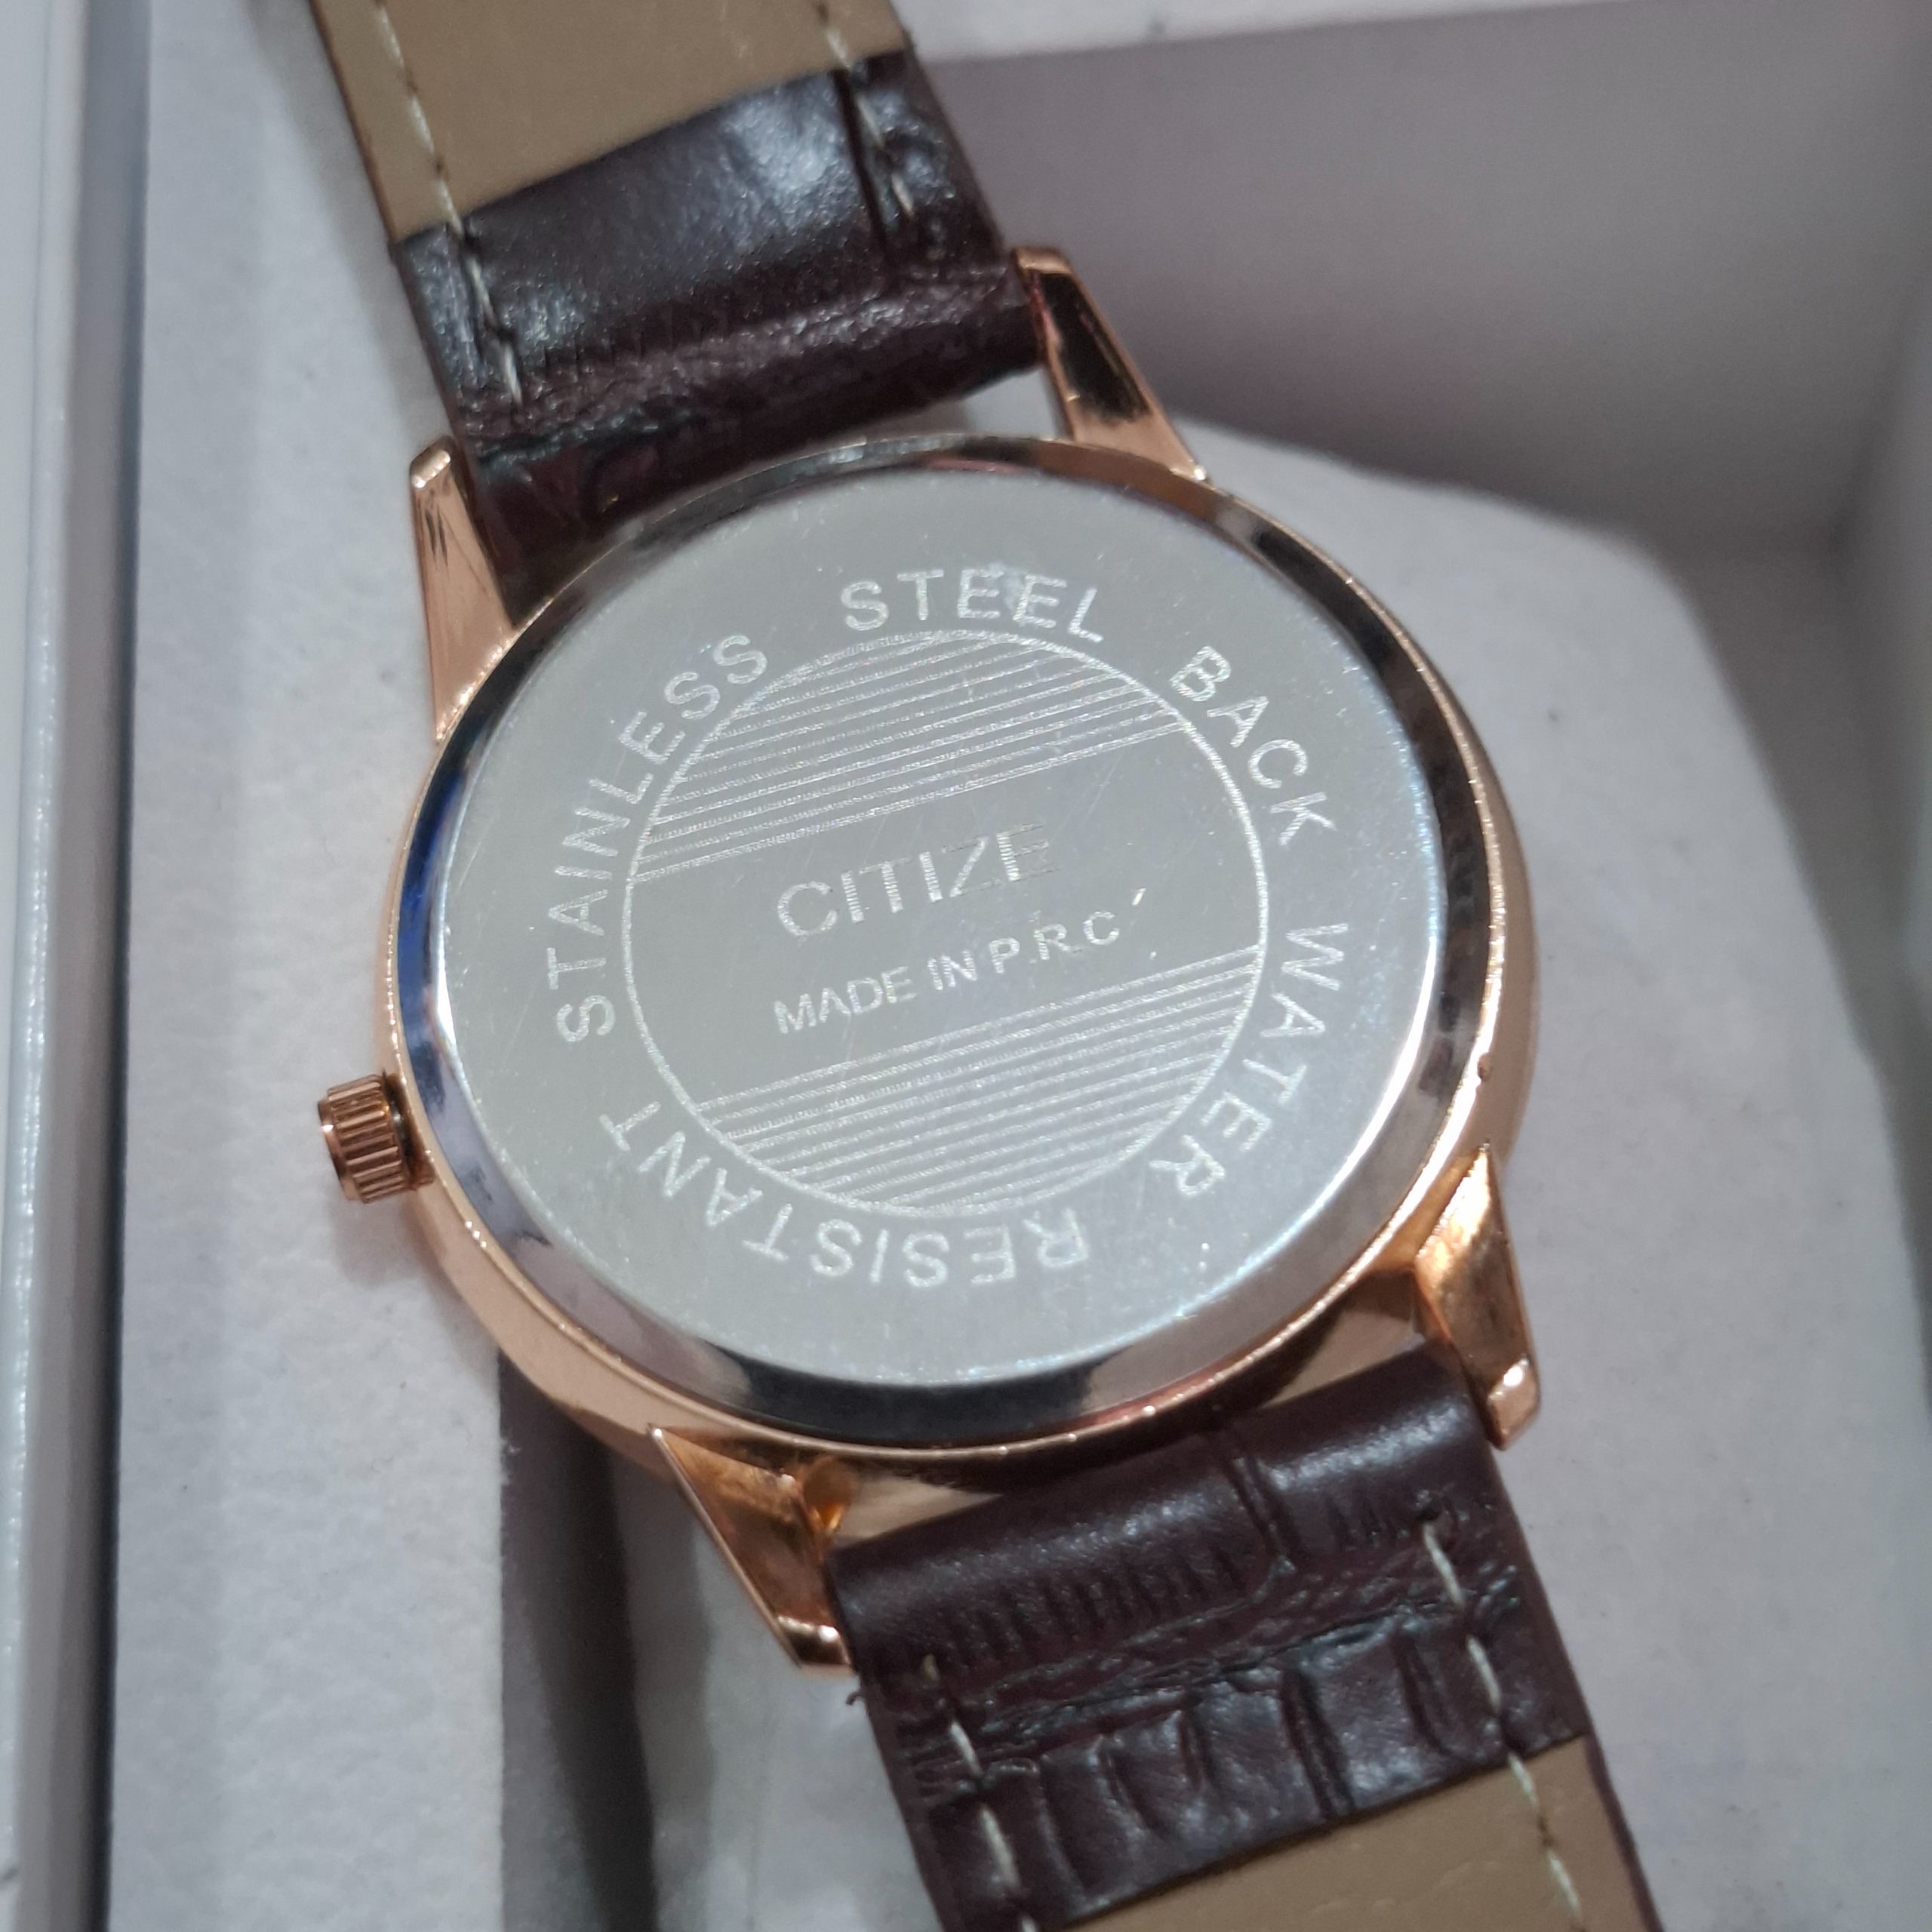 STAINLESS STEEL BACK WATER RESISTANT
CITIZE
MADE IN P.R.C